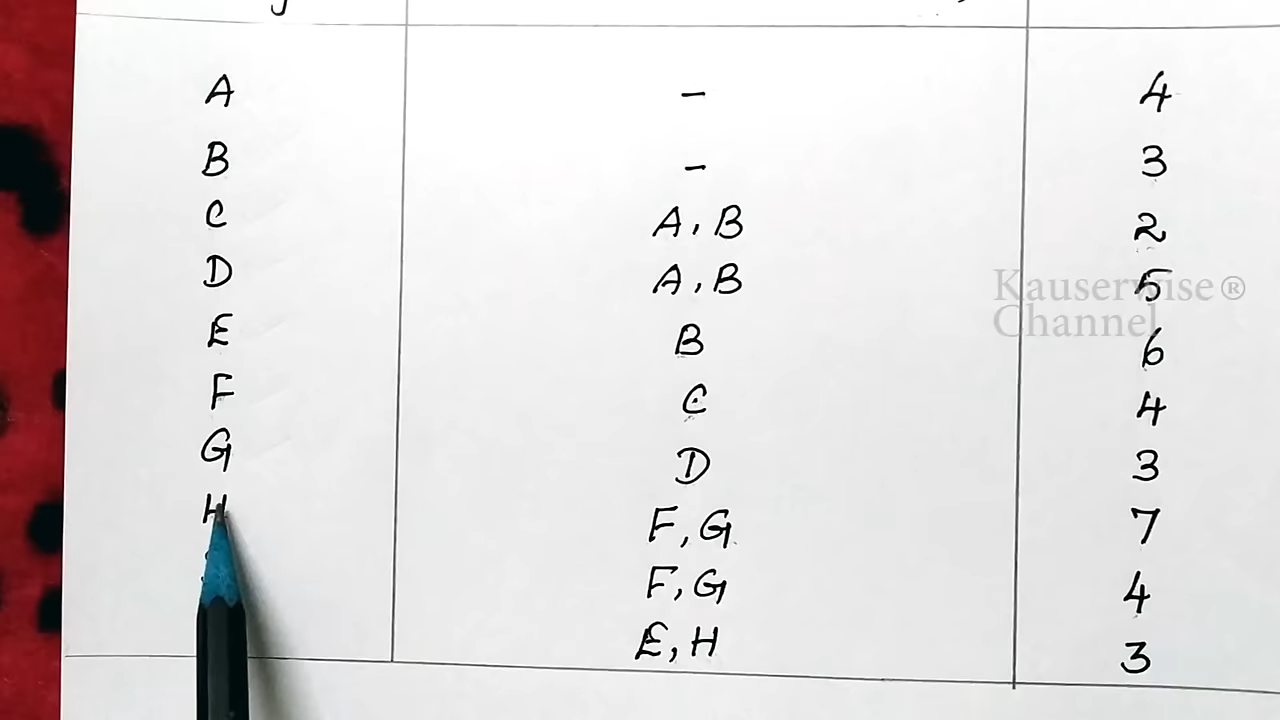 A - 4
B - 3
C A, B 2
D A, B 5
E B 6
F C 4
G D 3
H F, G 7
F, G 4
E, H 3
Kauserwise®
Channel